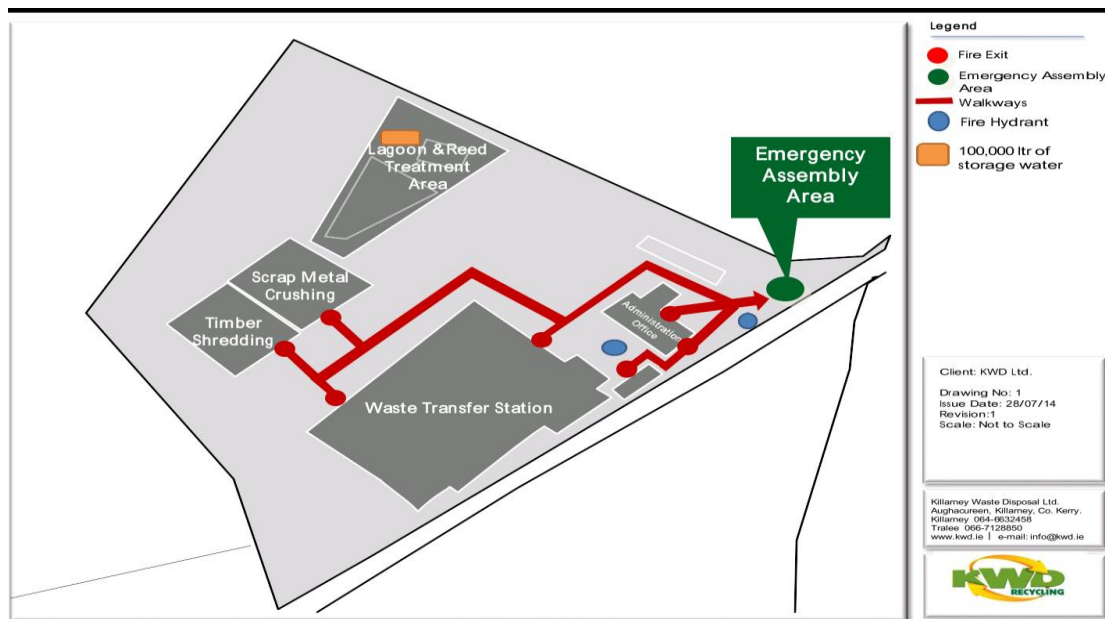 Legend
Fire Exit
Emergency Assembly
Area
Walkways
Fire Hydrant
100,000 ltr of
storage water
Lagoon &Reed
Treatment
Area
Emergency
Assembly
Area
Scrap Metal
Crushing
Timber
Shredding
Administration
Office
Waste Transfer Station
Client: KWD Ltd.
Drawing No: 1
Issue Date: 28/07/14
Revision:1
Scale: Not to Scale
Killarney Waste Disposal Ltd.
Aughacureen, Killarney, Co. Kerry.
Killarney 064-6632458
Tralee 066-7128850
www.kwd.ie | e-mail: info@kwd.ie
KWD
RECYCLING